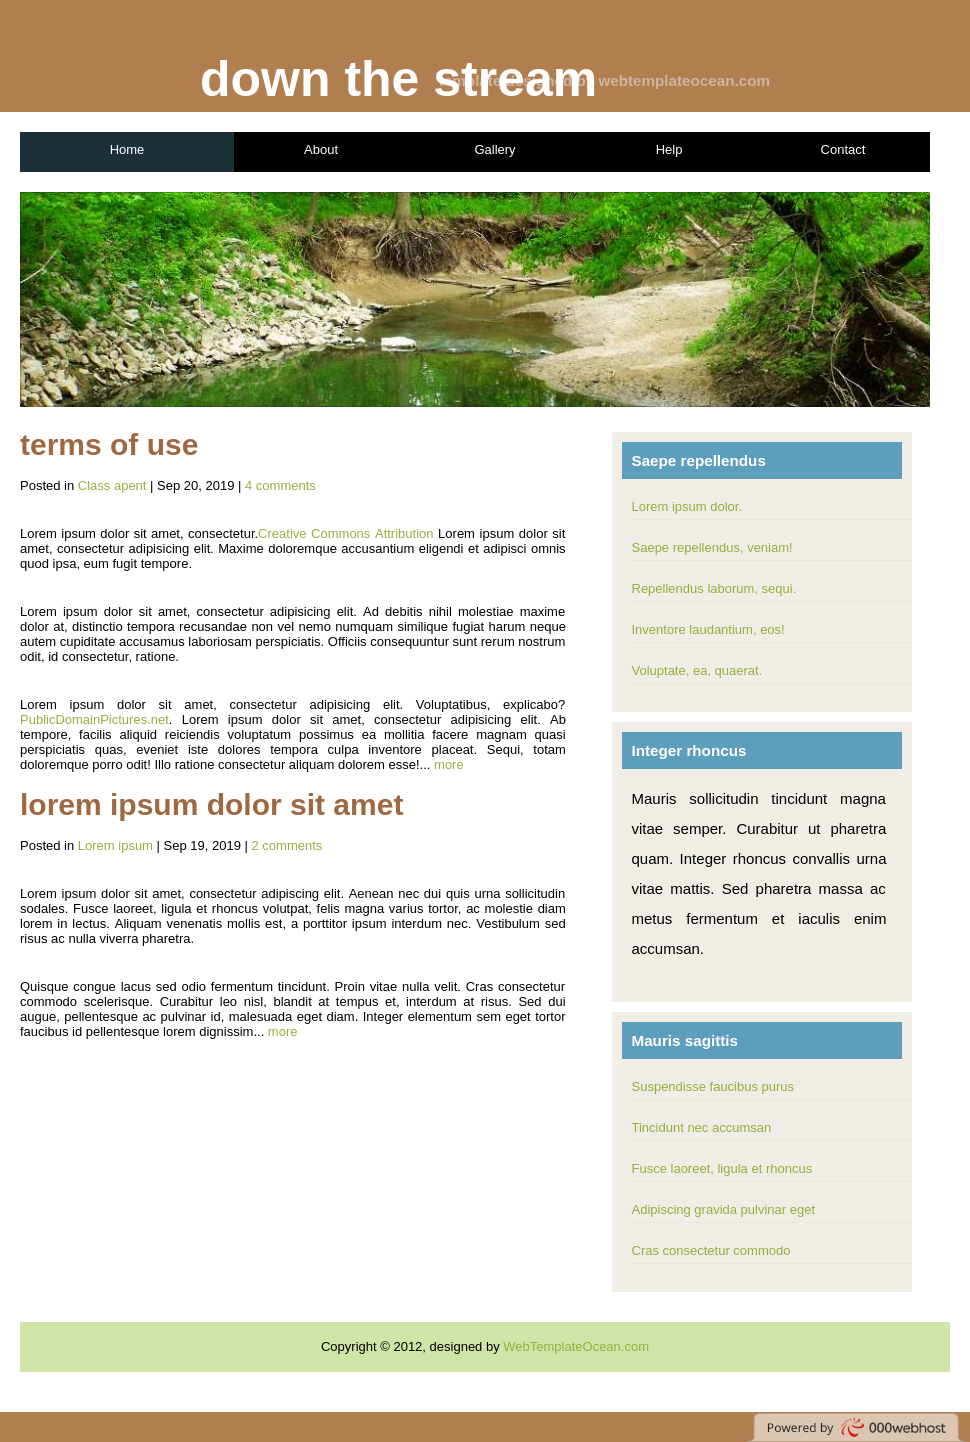 down the stream
webtemplateocean.com
Home
About
Gallery
Help
Contact
terms of use
Posted in Class apent | Sep 20, 2019 | 4 comments
Lorem ipsum dolor sit amet, consectetur.Creative Commons Attribution Lorem ipsum dolor sit
amet, consectetur adipisicing elit. Maxime doloremque accusantium eligendi et adipisci omnis
quod ipsa, eum fugit tempore.
Lorem ipsum dolor sit amet, consectetur adipisicing elit. Ad debitis nihil molestiae maxime
dolor at, distinctio tempora recusandae non vel nemo numquam similique fugiat harum neque
autem cupiditate accusamus laboriosam perspiciatis. Officiis consequuntur sunt rerum nostrum
odit, id consectetur, ratione.
Lorem ipsum dolor sit amet, consectetur adipisicing elit. Voluptatibus, explicabo?
PublicDomainPictures.net. Lorem ipsum dolor sit amet, consectetur adipisicing elit. Ab
tempore, facilis aliquid reiciendis voluptatum possimus ea mollitia facere magnam quasi
perspiciatis quas, eveniet iste dolores tempora culpa inventore placeat. Sequi, totam
doloremque porro odit! Illo ratione consectetur aliquam dolorem esse!... more
lorem ipsum dolor sit amet
Posted in Lorem ipsum | Sep 19, 2019 | 2 comments
Lorem ipsum dolor sit amet, consectetur adipiscing elit. Aenean nec dui quis urna sollicitudin
sodales. Fusce laoreet, ligula et rhoncus volutpat, felis magna varius tortor, ac molestie diam
lorem in lectus. Aliquam venenatis mollis est, a porttitor ipsum interdum nec. Vestibulum sed
risus ac nulla viverra pharetra.
Quisque congue lacus sed odio fermentum tincidunt. Proin vitae nulla velit. Cras consectetur
commodo scelerisque. Curabitur leo nisl, blandit at tempus et, interdum at risus. Sed dui
augue, pellentesque ac pulvinar id, malesuada eget diam. Integer elementum sem eget tortor
faucibus id pellentesque lorem dignissim... more
Saepe repellendus
Lorem ipsum dolor.
Saepe repellendus, veniam!
Repellendus laborum, sequi.
Inventore laudantium, eos!
Voluptate, ea, quaerat.
Integer rhoncus
Mauris sollicitudin tincidunt magna
vitae semper. Curabitur ut pharetra
quam. Integer rhoncus convallis urna
vitae mattis. Sed pharetra massa ac
metus fermentum et iaculis enim
accumsan.
Mauris sagittis
Suspendisse faucibus purus
Tincidunt nec accumsan
Fusce laoreet, ligula et rhoncus
Adipiscing gravida pulvinar eget
Cras consectetur commodo
Copyright © 2012, designed by WebTemplateOcean.com
Powered by 000webhost